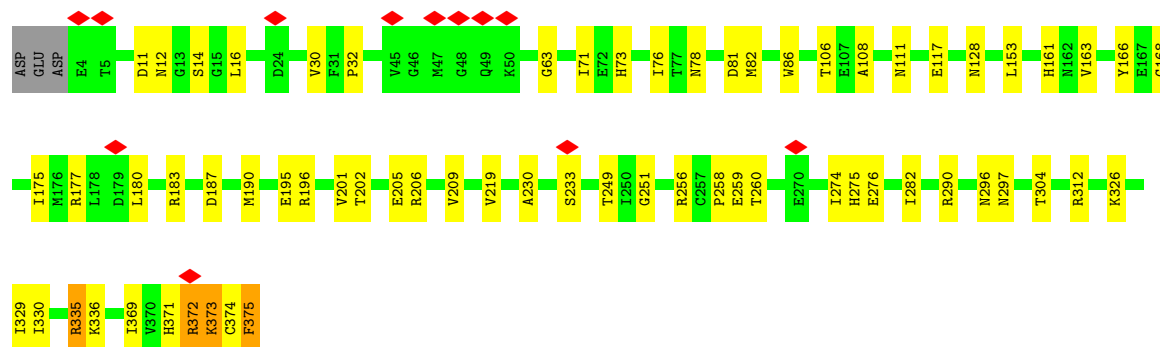 ASP GLU ASP E4 T5 D11 N12 G13 S14 G15 L16 D24 V30 F31 P32 V45 G46 M47 G48 Q49 K50 G63 I71 E72 H73 I76 T77 N78 D81 M82 W86 T106 E107 A108 N111 E117 N128 L153 H161 N162 V163 Y166 E167 G168
I175 M176 R177 L178 D179 L180 R183 D187 M190 E195 R196 V201 T202 E205 R206 V209 V219 A230 S233 T249 I250 G251 R256 C257 P258 E259 T260 E270 I274 H275 E276 I282 R290 N296 N297 T304 R312 K326
I329 I330 R335 K336 I369 V370 H371 R372 K373 C374 F375